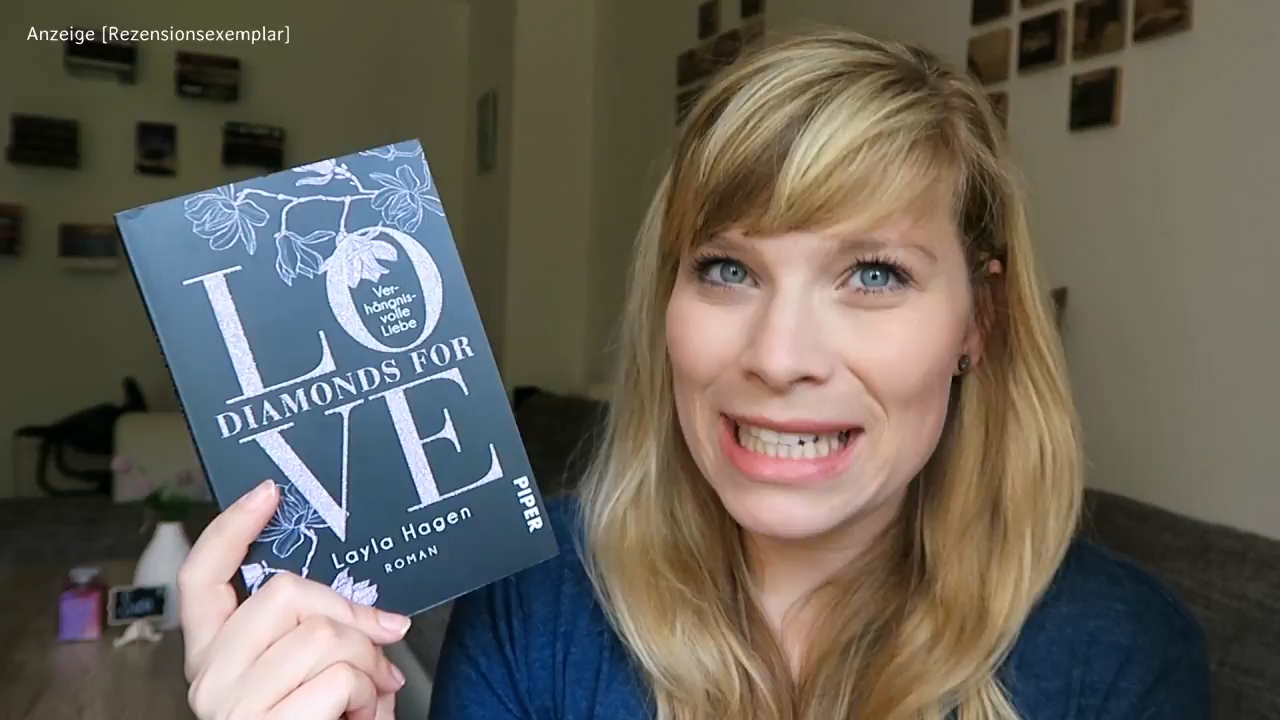 Anzeige [Rezensionsexemplar]
LO
Ver-
hängnis-
volle
Liebe
DIAMONDS FOR
VE
PIPER
Layla Hagen
ROMAN